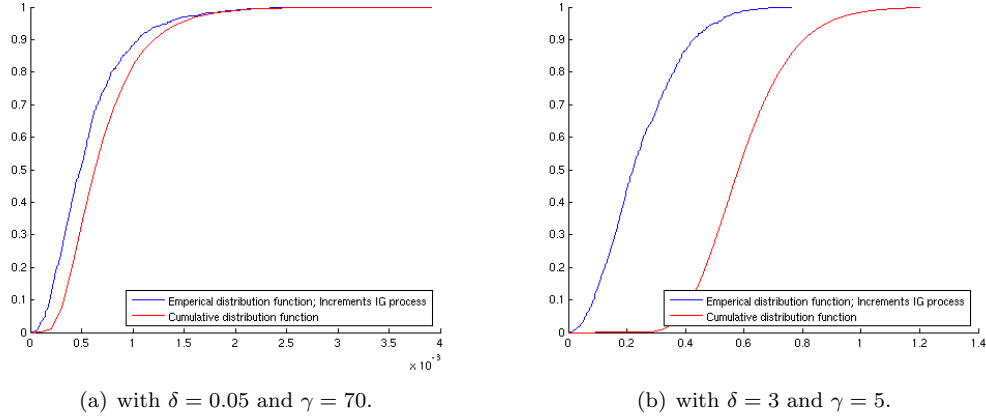 1
0.9
0.8
0.7
0.6
0.5
0.4
0.3
0.2
0.1
0
Emperical distribution function; Increments IG process
Cumulative distribution function
0 0.5 1 1.5 2 2.5 3 3.5 4
x 10⁻³
(a) with δ = 0.05 and γ = 70.
1
0.9
0.8
0.7
0.6
0.5
0.4
0.3
0.2
0.1
0
Emperical distribution function; Increments IG process
Cumulative distribution function
0 0.2 0.4 0.6 0.8 1 1.2 1.4
(b) with δ = 3 and γ = 5.